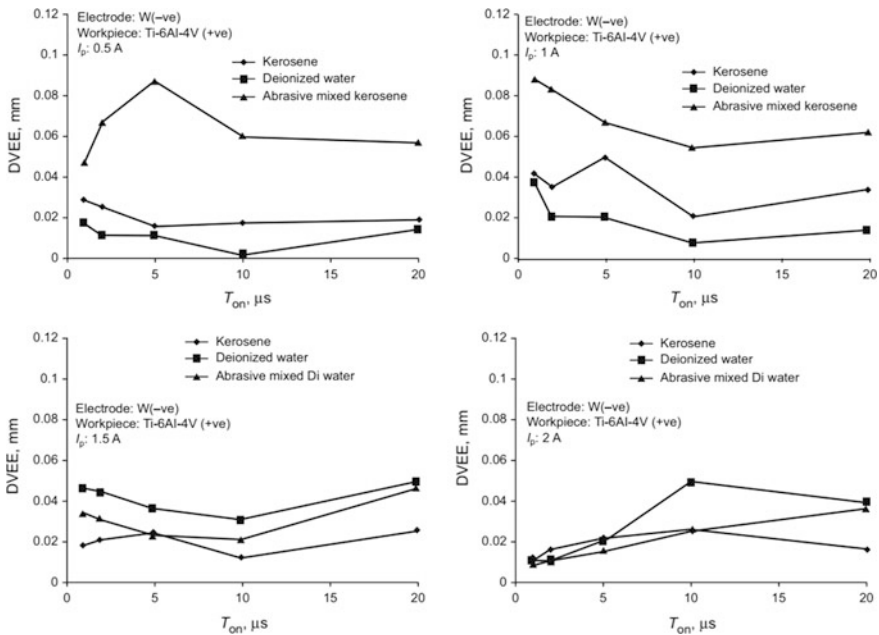 Electrode: W(–ve)
Workpiece: Ti-6Al-4V (+ve)
Ip: 0.5 A
Kerosene
Deionized water
Abrasive mixed kerosene
0.12
0.1
0.08
0.06
0.04
0.02
0
DVEE, mm
0 5 10 15 20
Ton, μs
Electrode: W(–ve)
Workpiece: Ti-6Al-4V (+ve)
Ip: 1 A
Kerosene
Deionized water
Abrasive mixed kerosene
0.12
0.1
0.08
0.06
0.04
0.02
0
DVEE, mm
0 5 10 15 20
Ton, μs
Kerosene
Deionized water
Abrasive mixed Di water
Electrode: W(–ve)
Workpiece: Ti-6Al-4V (+ve)
Ip: 1.5 A
0.12
0.1
0.08
0.06
0.04
0.02
0
DVEE, mm
0 5 10 15 20
Ton, μs
Kerosene
Deionized water
Abrasive mixed Di water
Electrode: W(–ve)
Workpiece: Ti-6Al-4V (+ve)
Ip: 2 A
0.12
0.1
0.08
0.06
0.04
0.02
0
DVEE, mm
0 5 10 15 20
Ton, μs